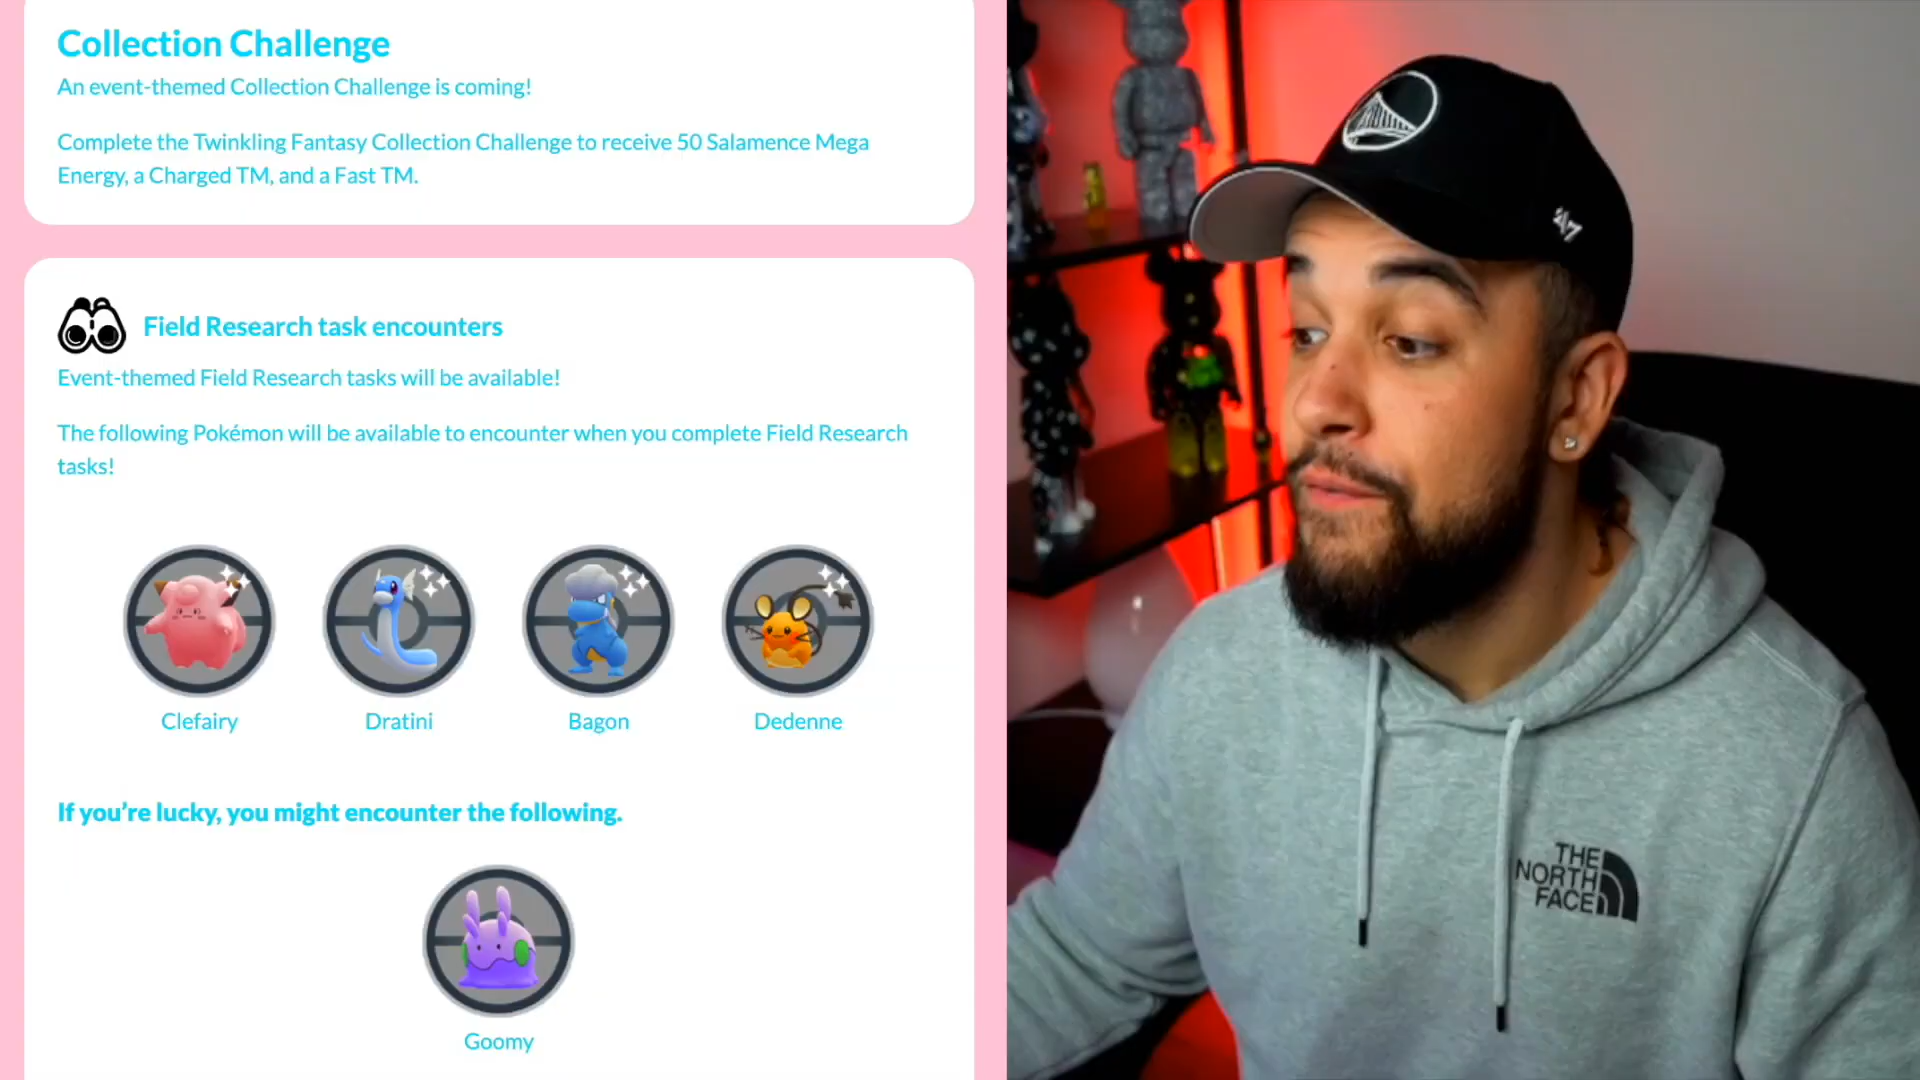 Collection Challenge
An event-themed Collection Challenge is coming!
Complete the Twinkling Fantasy Collection Challenge to receive 50 Salamence Mega
Energy, a Charged TM, and a Fast TM.
Field Research task encounters
Event-themed Field Research tasks will be available!
The following Pokémon will be available to encounter when you complete Field Research
tasks!
Clefairy
Dratini
Bagon
Dedenne
If you’re lucky, you might encounter the following.
Goomy
47
THE
NORTH
FACE